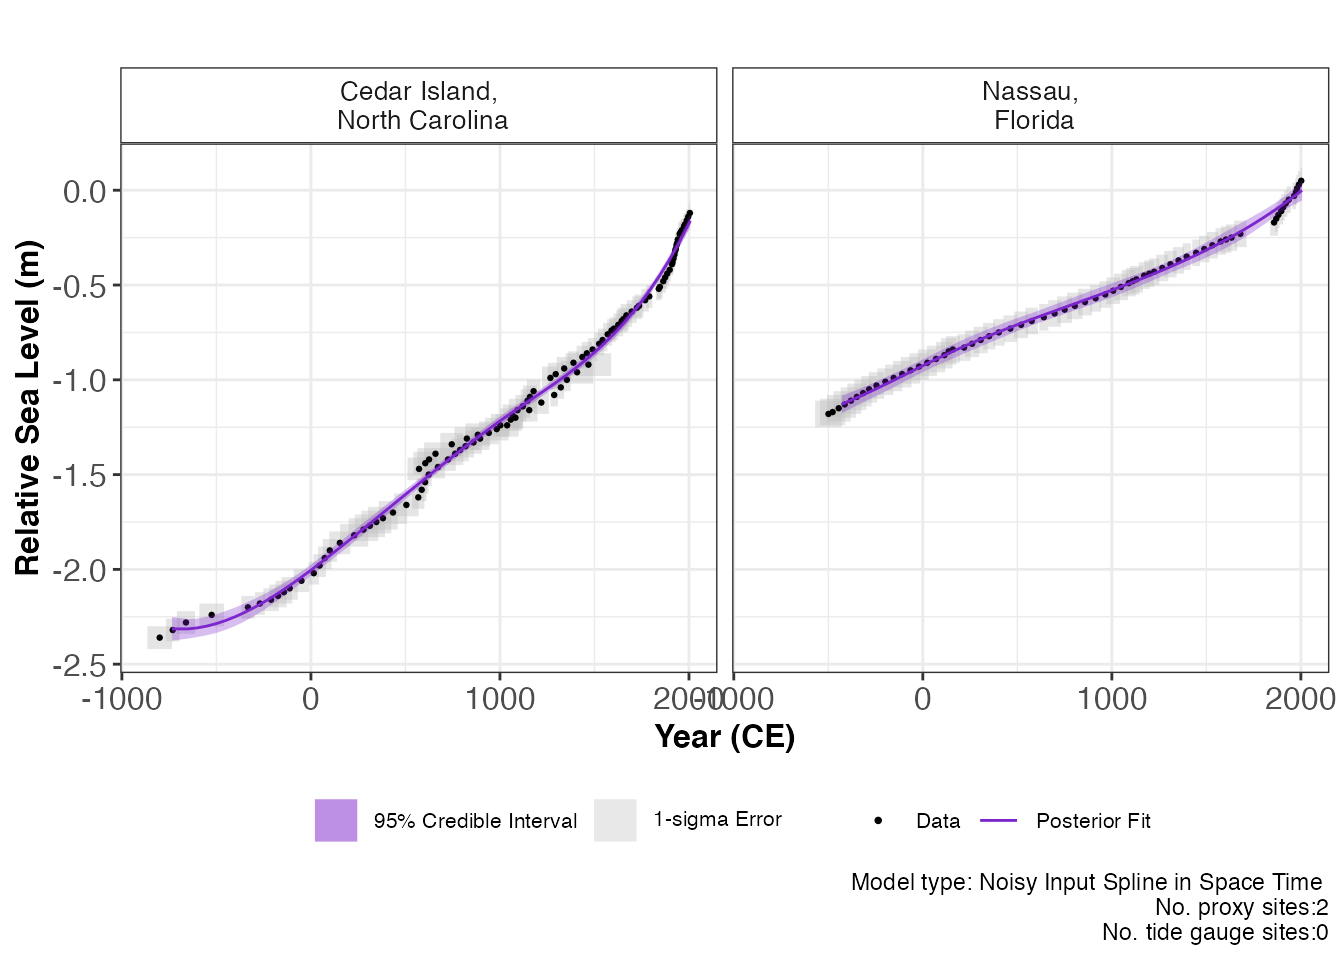 Cedar Island,
North Carolina
Nassau,
Florida
Relative Sea Level (m)
0.0
-0.5
-1.0
-1.5
-2.0
-2.5
-1000 0 1000 2000
-1000 0 1000 2000
Year (CE)
95% Credible Interval 1-sigma Error Data Posterior Fit
Model type: Noisy Input Spline in Space Time
No. proxy sites:2
No. tide gauge sites:0